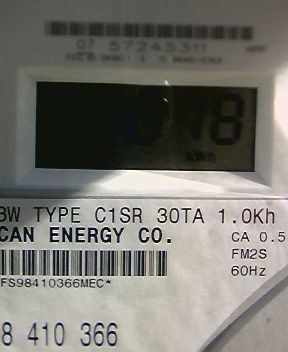 07 57245311
18
kWh
3W TYPE C1SR 30TA 1.0Kh
CAN ENERGY CO.
CA 0.5
FM2S
60Hz
FS98410366MEC*
8 410 366